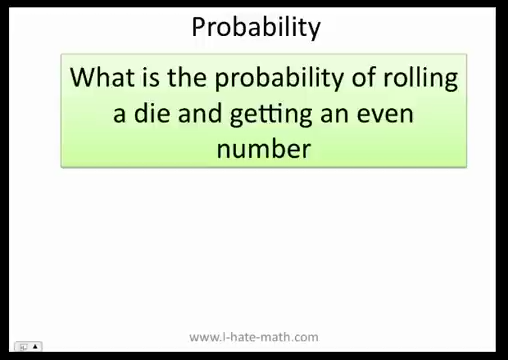 Probability
What is the probability of rolling
a die and getting an even
number
www.I-hate-math.com